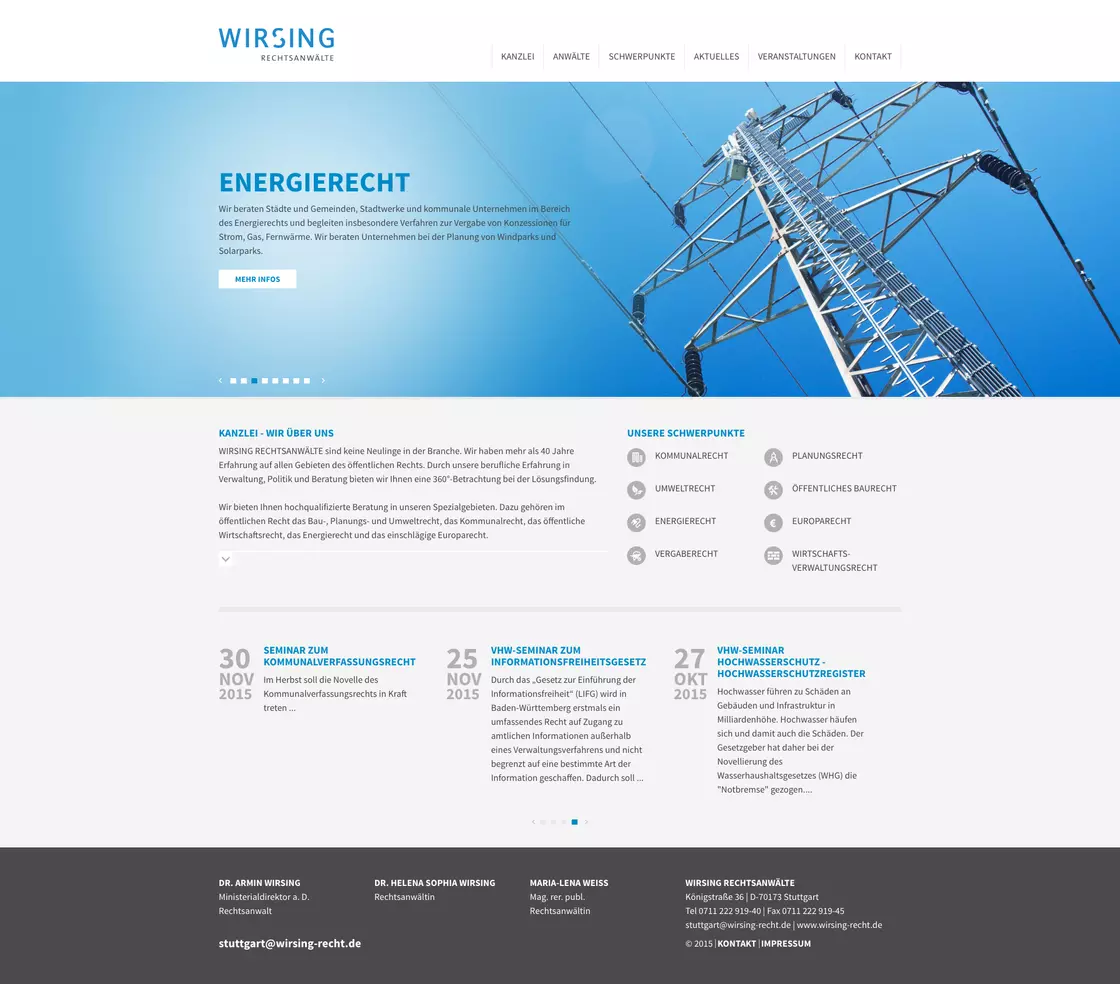 WIRSING
RECHTSANWÄLTE
KANZLEI
ANWÄLTE
SCHWERPUNKTE
AKTUELLES
VERANSTALTUNGEN
KONTAKT
ENERGIERECHT
Wir beraten Städte und Gemeinden, Stadtwerke und kommunale Unternehmen im Bereich
des Energierechts und begleiten insbesondere Verfahren zur Vergabe von Konzessionen für
Strom, Gas, Fernwärme. Wir beraten Unternehmen bei der Planung von Windparks und
Solarparks.
MEHR INFOS
KANZLEI - WIR ÜBER UNS
WIRSING RECHTSANWÄLTE sind keine Neulinge in der Branche. Wir haben mehr als 40 Jahre
Erfahrung auf allen Gebieten des öffentlichen Rechts. Durch unsere berufliche Erfahrung in
Verwaltung, Politik und Beratung bieten wir Ihnen eine 360°-Betrachtung bei der Lösungsfindung.
Wir bieten Ihnen hochqualifizierte Beratung in unseren Spezialgebieten. Dazu gehören im
öffentlichen Recht das Bau-, Planungs- und Umweltrecht, das Kommunalrecht, das öffentliche
Wirtschaftsrecht, das Energierecht und das einschlägige Europarecht.
UNSERE SCHWERPUNKTE
KOMMUNALRECHT
PLANUNGSRECHT
UMWELTRECHT
ÖFFENTLICHES BAURECHT
ENERGIERECHT
EUROPARECHT
VERGABERECHT
WIRTSCHAFTS-
VERWALTUNGSRECHT
30
NOV
2015
SEMINAR ZUM
KOMMUNALVERFASSUNGSRECHT
Im Herbst soll die Novelle des
Kommunalverfassungsrechts in Kraft
treten ...
25
NOV
2015
VHW-SEMINAR ZUM
INFORMATIONSFREIHEITSGESETZ
Durch das „Gesetz zur Einführung der
Informationsfreiheit“ (LIFG) wird in
Baden-Württemberg erstmals ein
umfassendes Recht auf Zugang zu
amtlichen Informationen außerhalb
eines Verwaltungsverfahrens und nicht
begrenzt auf eine bestimmte Art der
Information geschaffen. Dadurch soll ...
27
OKT
2015
VHW-SEMINAR
HOCHWASSERSCHUTZ -
HOCHWASSERSCHUTZREGISTER
Hochwasser führen zu Schäden an
Gebäuden und Infrastruktur in
Milliardenhöhe. Hochwasser häufen
sich und damit auch die Schäden. Der
Gesetzgeber hat daher bei der
Novellierung des
Wasserhaushaltsgesetzes (WHG) die
"Notbremse" gezogen....
DR. ARMIN WIRSING
Ministerialdirektor a. D.
Rechtsanwalt
DR. HELENA SOPHIA WIRSING
Rechtsanwältin
MARIA-LENA WEISS
Mag. rer. publ.
Rechtsanwältin
WIRSING RECHTSANWÄLTE
Königstraße 36 | D-70173 Stuttgart
Tel 0711 222 919-40 | Fax 0711 222 919-45
stuttgart@wirsing-recht.de | www.wirsing-recht.de
stuttgart@wirsing-recht.de
© 2015 | KONTAKT | IMPRESSUM